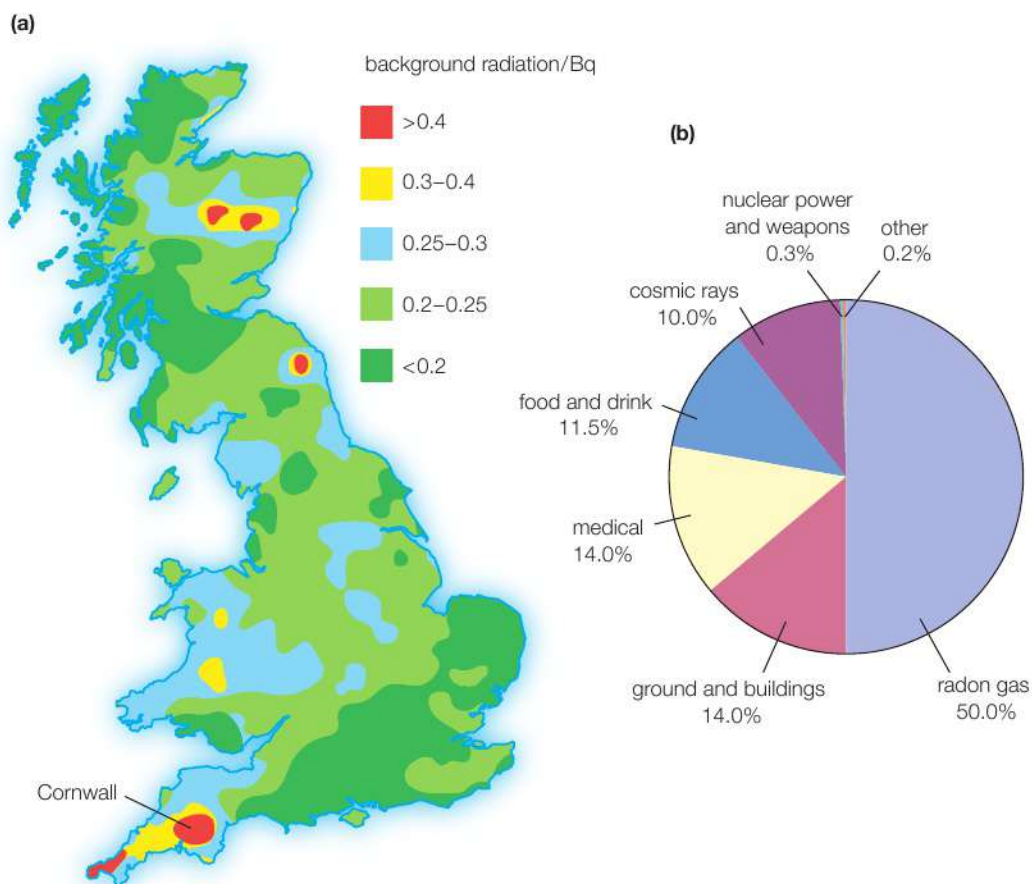 (a)
background radiation/Bq
>0.4
0.3–0.4
0.25–0.3
0.2–0.25
<0.2
Cornwall
(b)
nuclear power
and weapons
0.3%
other
0.2%
cosmic rays
10.0%
food and drink
11.5%
medical
14.0%
ground and buildings
14.0%
radon gas
50.0%